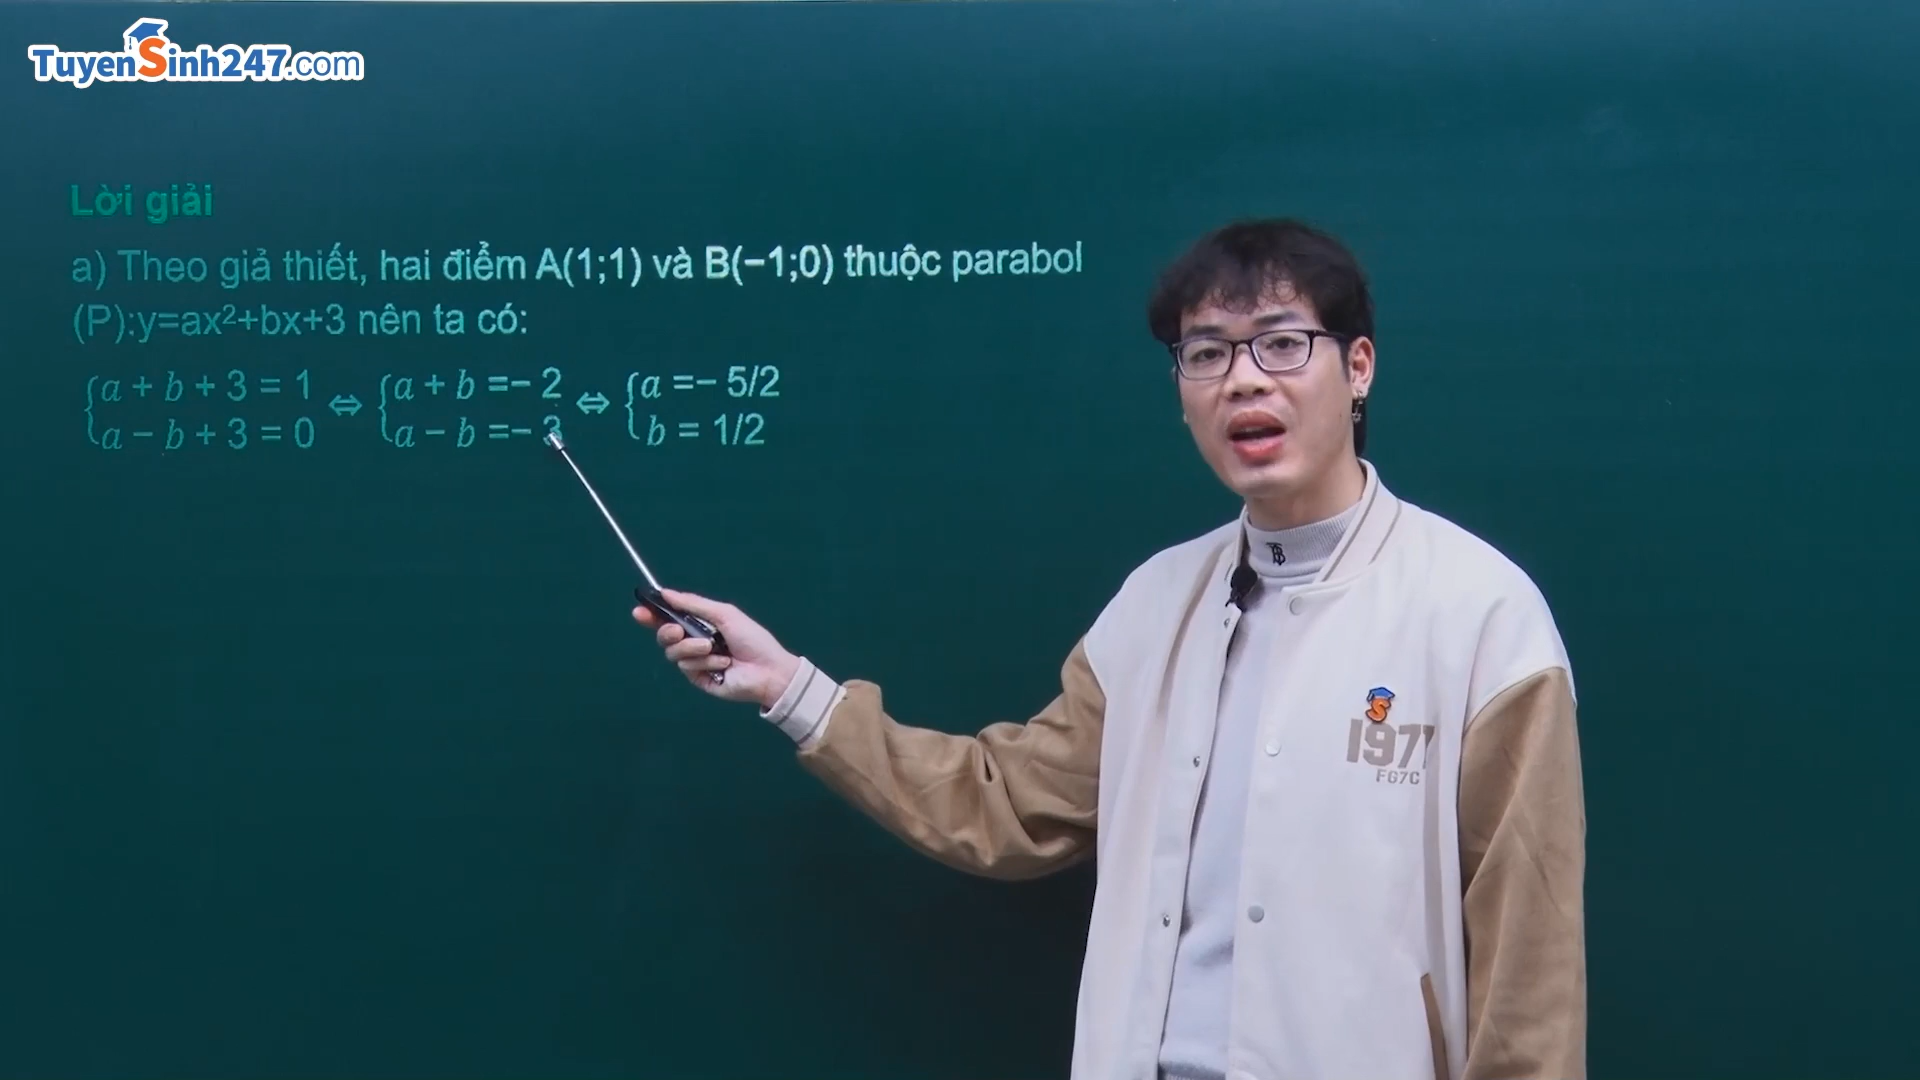 TuyenSinh247.com
Lời giải
a) Theo giả thiết, hai điểm A(1;1) và B(−1;0) thuộc parabol
(P):y=ax²+bx+3 nên ta có:
{a + b + 3 = 1 ⇔ {a + b =− 2 ⇔ {a =− 5/2
{a − b + 3 = 0 {a − b =− 3 {b = 1/2
S
1977
FG7C